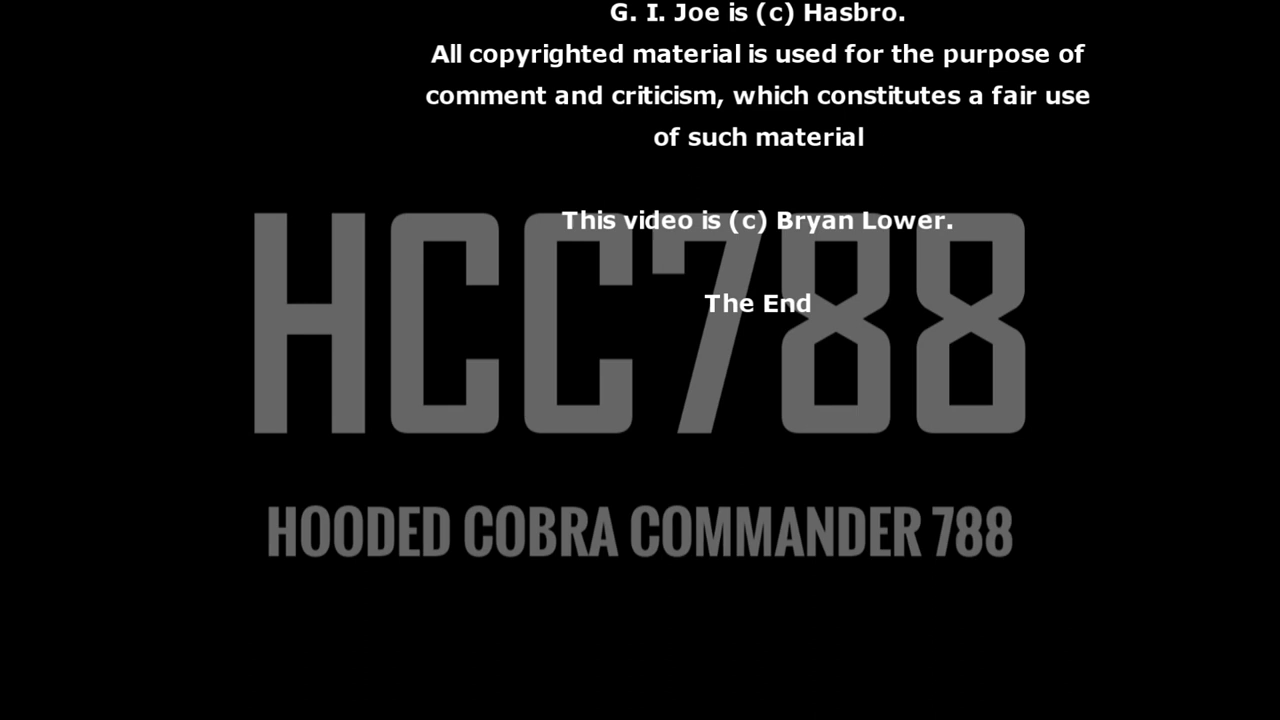 G. I. Joe is (c) Hasbro.
All copyrighted material is used for the purpose of
comment and criticism, which constitutes a fair use
of such material
This video is (c) Bryan Lower.
The End
HCC788
HOODED COBRA COMMANDER 788